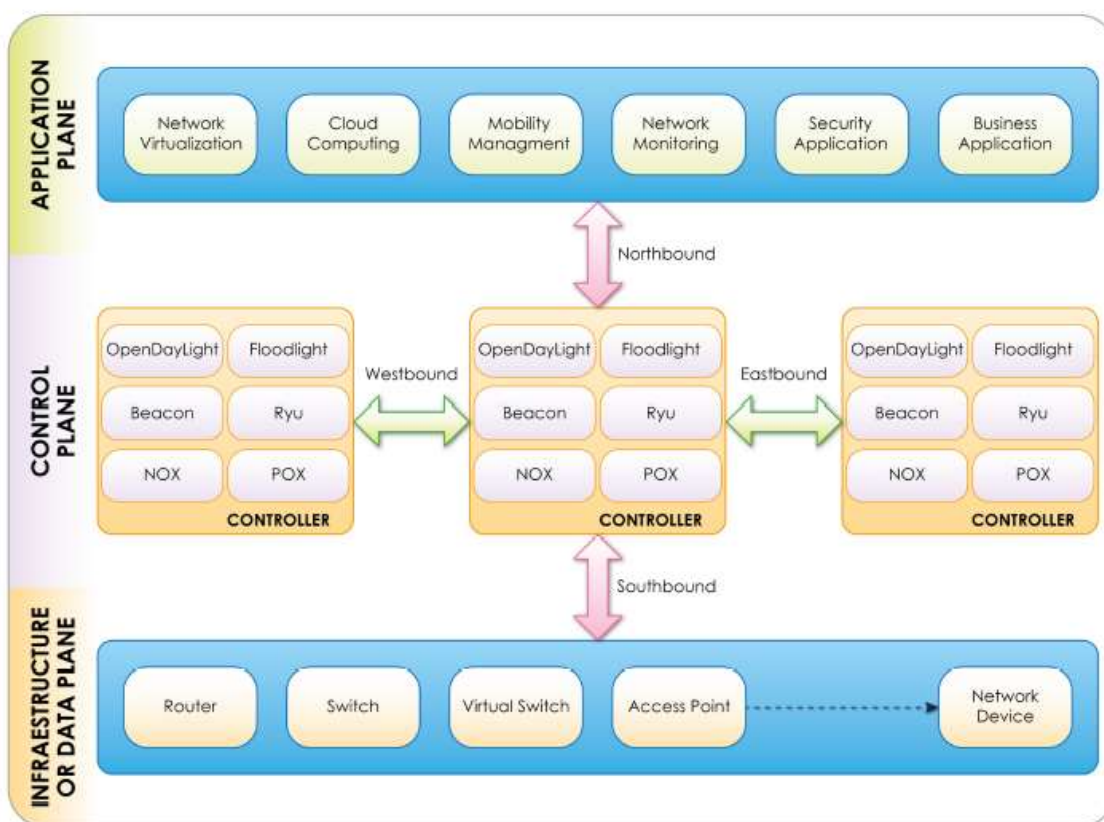 APPLICATION
PLANE
Network
Virtualization
Cloud
Computing
Mobility
Managment
Network
Monitoring
Security
Application
Business
Application
Northbound
CONTROL
PLANE
OpenDayLight
Floodlight
Beacon
Ryu
NOX
POX
CONTROLLER
Westbound
OpenDayLight
Floodlight
Beacon
Ryu
NOX
POX
CONTROLLER
Eastbound
OpenDayLight
Floodlight
Beacon
Ryu
NOX
POX
CONTROLLER
Southbound
INFRAESTRUCTURE
OR DATA PLANE
Router
Switch
Virtual Switch
Access Point
Network
Device